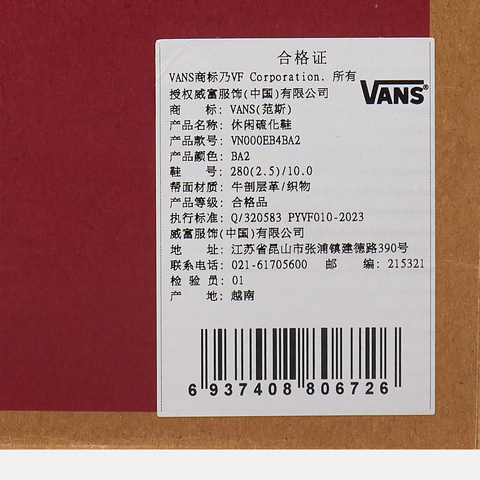 合格证
VANS商标乃VF Corporation. 所有
授权威富服饰(中国)有限公司
VANS®
商 标: VANS(范斯)
产品名称: 休闲硫化鞋
产品款号: VN000EB4BA2
产品颜色: BA2
鞋 号: 280(2.5)/10.0
帮面材质: 牛剖层革/织物
产品等级: 合格品
执行标准: Q/320583 PYVF010-2023
威富服饰(中国)有限公司
地 址: 江苏省昆山市张浦镇建德路390号
联系电话: 021-61705600 邮 编: 215321
检 验 员: 01
产 地: 越南
6 937408 806726